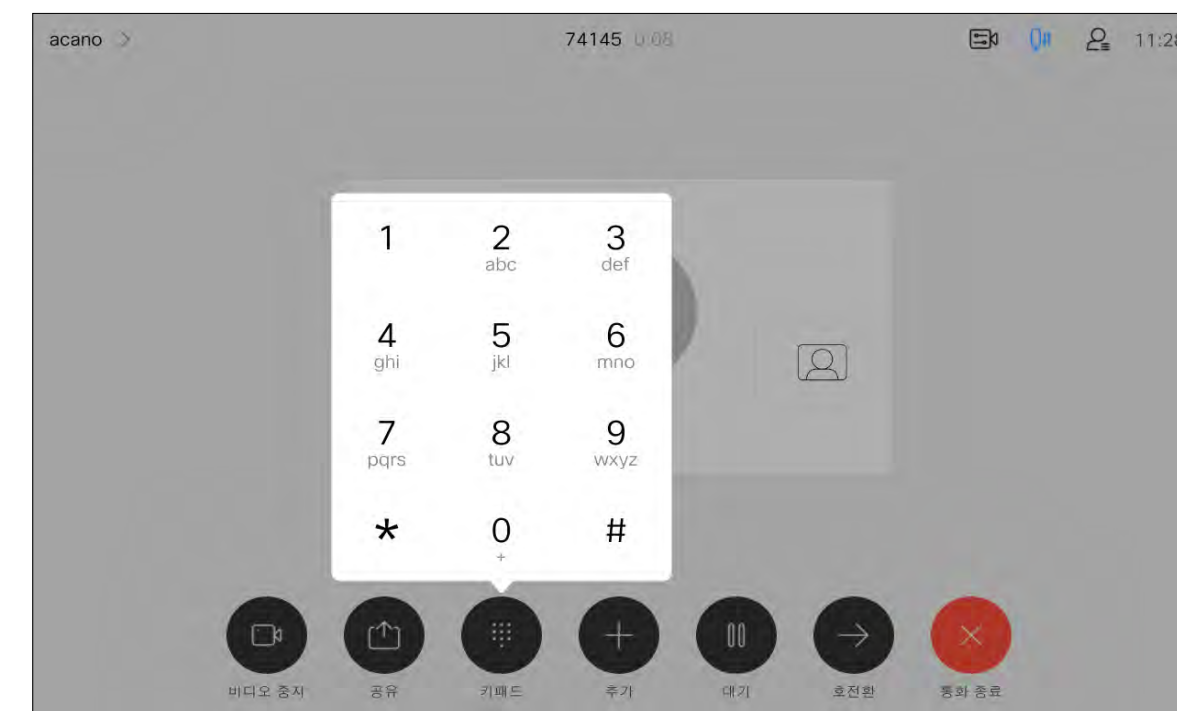 acano >
74145 0:08
11:28
1 2 abc 3 def
4 ghi 5 jkl 6 mno
7 pqrs 8 tuv 9 wxyz
* 0 + #
비디오 중지 공유 키패드 추가 대기 호전환 통화 종료